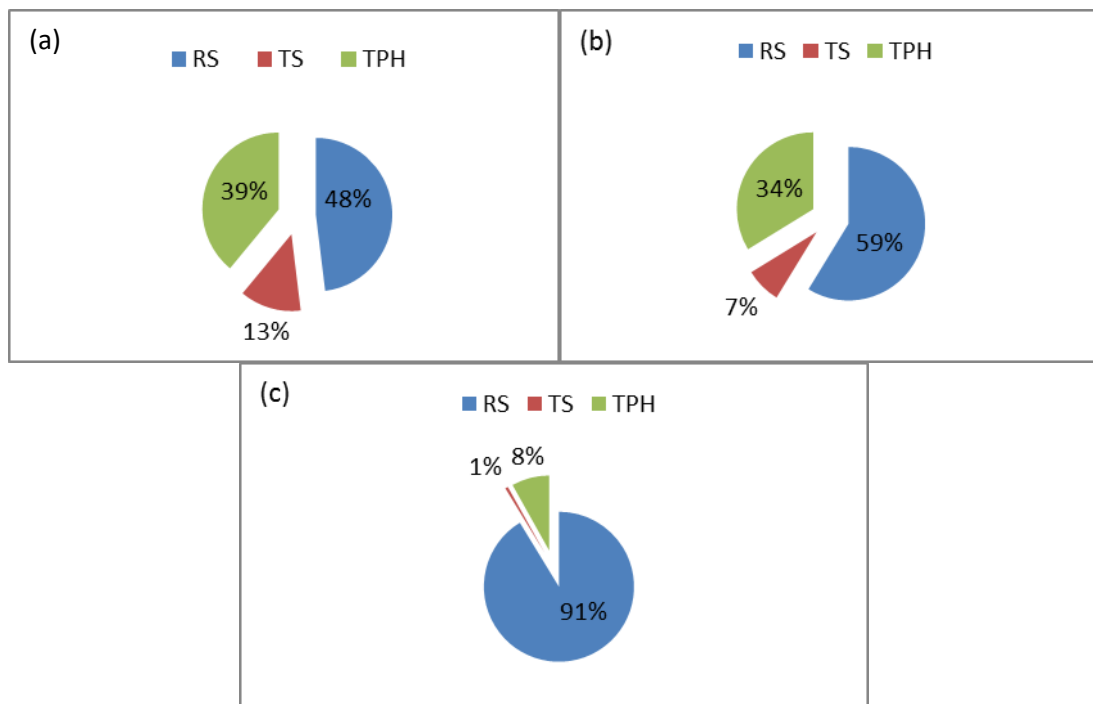 (a)
RS TS TPH
39%
48%
13%
(b)
RS TS TPH
34%
59%
7%
(c)
RS TS TPH
1% 8%
91%